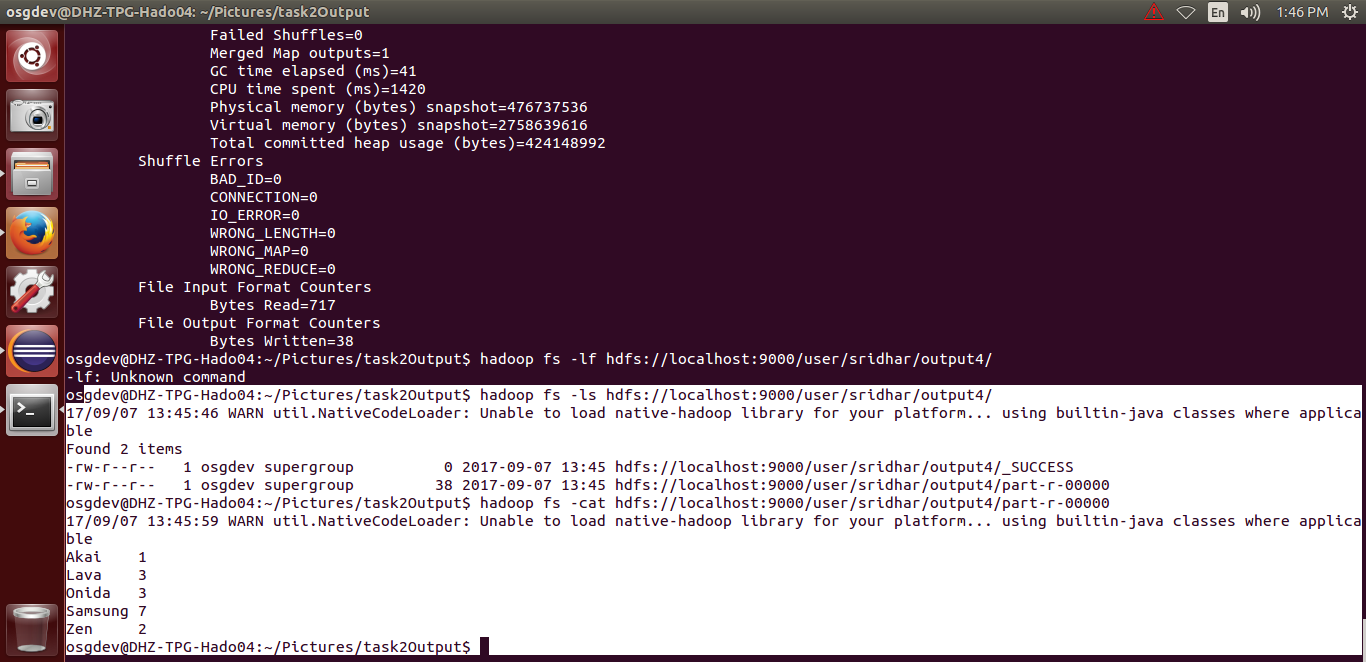 osgdev@DHZ-TPG-Hado04: ~/Pictures/task2Output
En
1:46 PM
Failed Shuffles=0
Merged Map outputs=1
GC time elapsed (ms)=41
CPU time spent (ms)=1420
Physical memory (bytes) snapshot=476737536
Virtual memory (bytes) snapshot=2758639616
Total committed heap usage (bytes)=424148992
Shuffle Errors
BAD_ID=0
CONNECTION=0
IO_ERROR=0
WRONG_LENGTH=0
WRONG_MAP=0
WRONG_REDUCE=0
File Input Format Counters
Bytes Read=717
File Output Format Counters
Bytes Written=38
osgdev@DHZ-TPG-Hado04:~/Pictures/task2Output$ hadoop fs -lf hdfs://localhost:9000/user/sridhar/output4/
-lf: Unknown command
osgdev@DHZ-TPG-Hado04:~/Pictures/task2Output$ hadoop fs -ls hdfs://localhost:9000/user/sridhar/output4/
17/09/07 13:45:46 WARN util.NativeCodeLoader: Unable to load native-hadoop library for your platform... using builtin-java classes where applica
ble
Found 2 items
-rw-r--r--   1 osgdev supergroup          0 2017-09-07 13:45 hdfs://localhost:9000/user/sridhar/output4/_SUCCESS
-rw-r--r--   1 osgdev supergroup         38 2017-09-07 13:45 hdfs://localhost:9000/user/sridhar/output4/part-r-00000
osgdev@DHZ-TPG-Hado04:~/Pictures/task2Output$ hadoop fs -cat hdfs://localhost:9000/user/sridhar/output4/part-r-00000
17/09/07 13:45:59 WARN util.NativeCodeLoader: Unable to load native-hadoop library for your platform... using builtin-java classes where applica
ble
Akai    1
Lava    3
Onida   3
Samsung 7
Zen     2
osgdev@DHZ-TPG-Hado04:~/Pictures/task2Output$